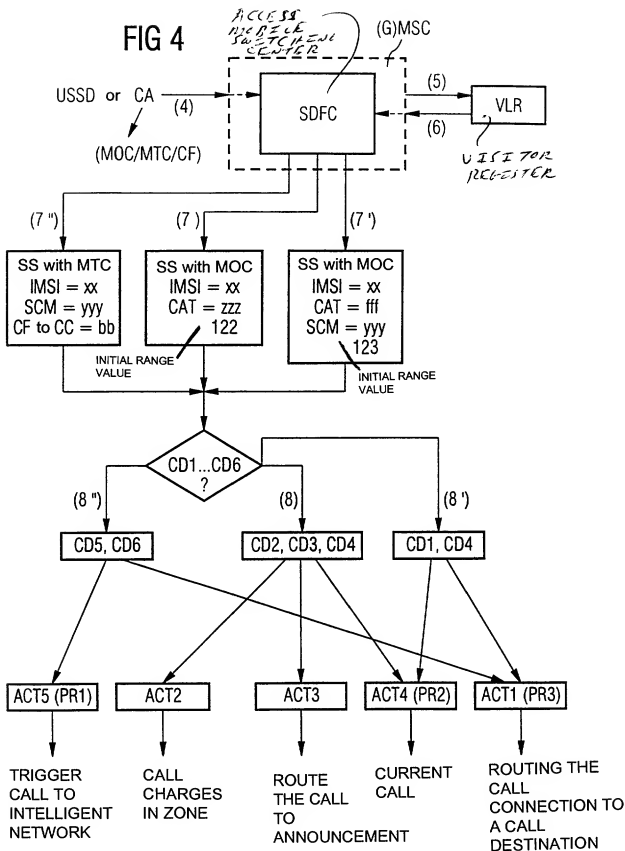 FIG 4
ACCESS
MOBILE
SWITCHING
CENTER
(G)MSC
USSD or CA
(4)
SDFC
(5)
(6)
VLR
(MOC/MTC/CF)
VISITOR
REGISTER
(7")
(7)
(7')
SS with MTC
IMSI = xx
SCM = yyy
CF to CC = bb
SS with MOC
IMSI = xx
CAT = zzz
122
SS with MOC
IMSI = xx
CAT = fff
SCM = yyy
123
INITIAL RANGE
VALUE
INITIAL RANGE
VALUE
CD1...CD6
?
(8")
(8)
(8')
CD5, CD6
CD2, CD3, CD4
CD1, CD4
ACT5 (PR1)
ACT2
ACT3
ACT4 (PR2)
ACT1 (PR3)
TRIGGER
CALL TO
INTELLIGENT
NETWORK
CALL
CHARGES
IN ZONE
ROUTE
THE CALL
TO
ANNOUNCEMENT
CURRENT
CALL
ROUTING THE
CALL
CONNECTION TO
A CALL
DESTINATION